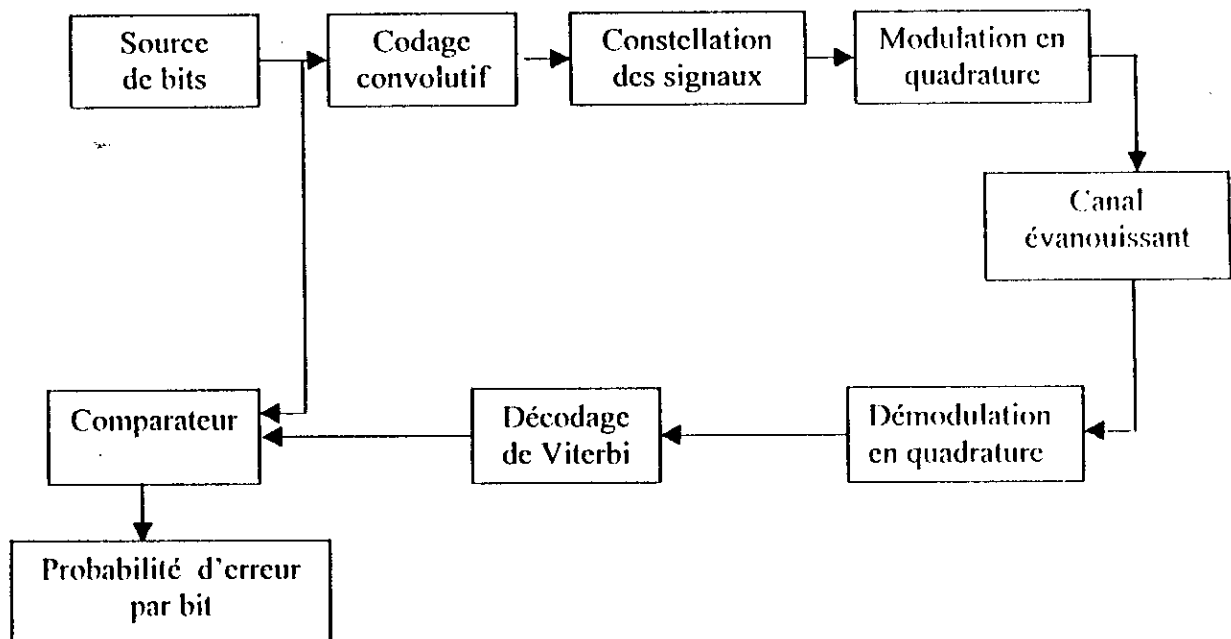 Source
de bits
Codage
convolutif
Constellation
des signaux
Modulation en
quadrature
Canal
évanouissant
Comparateur
Décodage
de Viterbi
Démodulation
en quadrature
Probabilité d'erreur
par bit